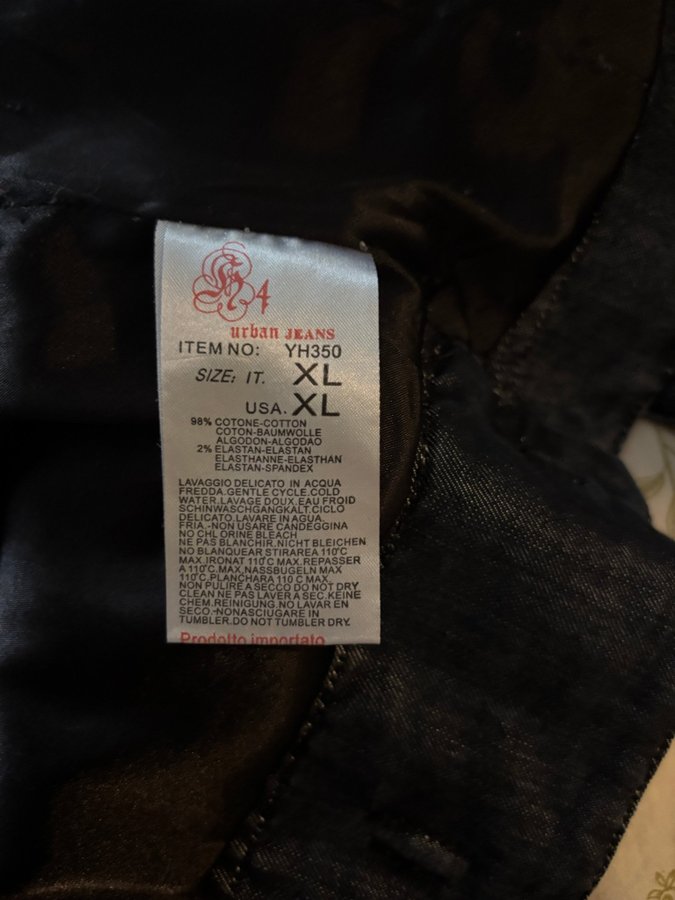 H4
urban JEANS
ITEM NO: YH350
SIZE: IT. XL
USA. XL
98% COTONE-COTTON
COTON-BAUMWOLLE
ALGODON-ALGODAO
2% ELASTAN-ELASTAN
ELASTHANNE-ELASTHAN
ELASTAN-SPANDEX
LAVAGGIO DELICATO IN ACQUA
FREDDA.GENTLE CYCLE.COLD
WATER.LAVAGE DOUX.EAU FROID
SCHINWASCHGANGKALT.CICLO
DELICATO.LAVARE IN AGUA.
FRIA.-NON USARE CANDEGGINA
NO CHL ORINE BLEACH
NE PAS BLANCHIR.NICHT BLEICHEN
NO BLANQUEAR STIRAREA 110°C
MAX.IRONAT 110°C MAX.REPASSER
A 110°C MAX.NASSBUGELN MAX
110°C.PLANCHARA 110 C MAX
NON PULIRE A SECCO DO NOT DRY
CLEAN NE PAS LAVER A SEC.KEINE
CHEM.REINIGUNG.NO LAVAR EN
SECO.-NONASCIUGARE IN
TUMBLER.DO NOT TUMBLER DRY.
Prodotto importato